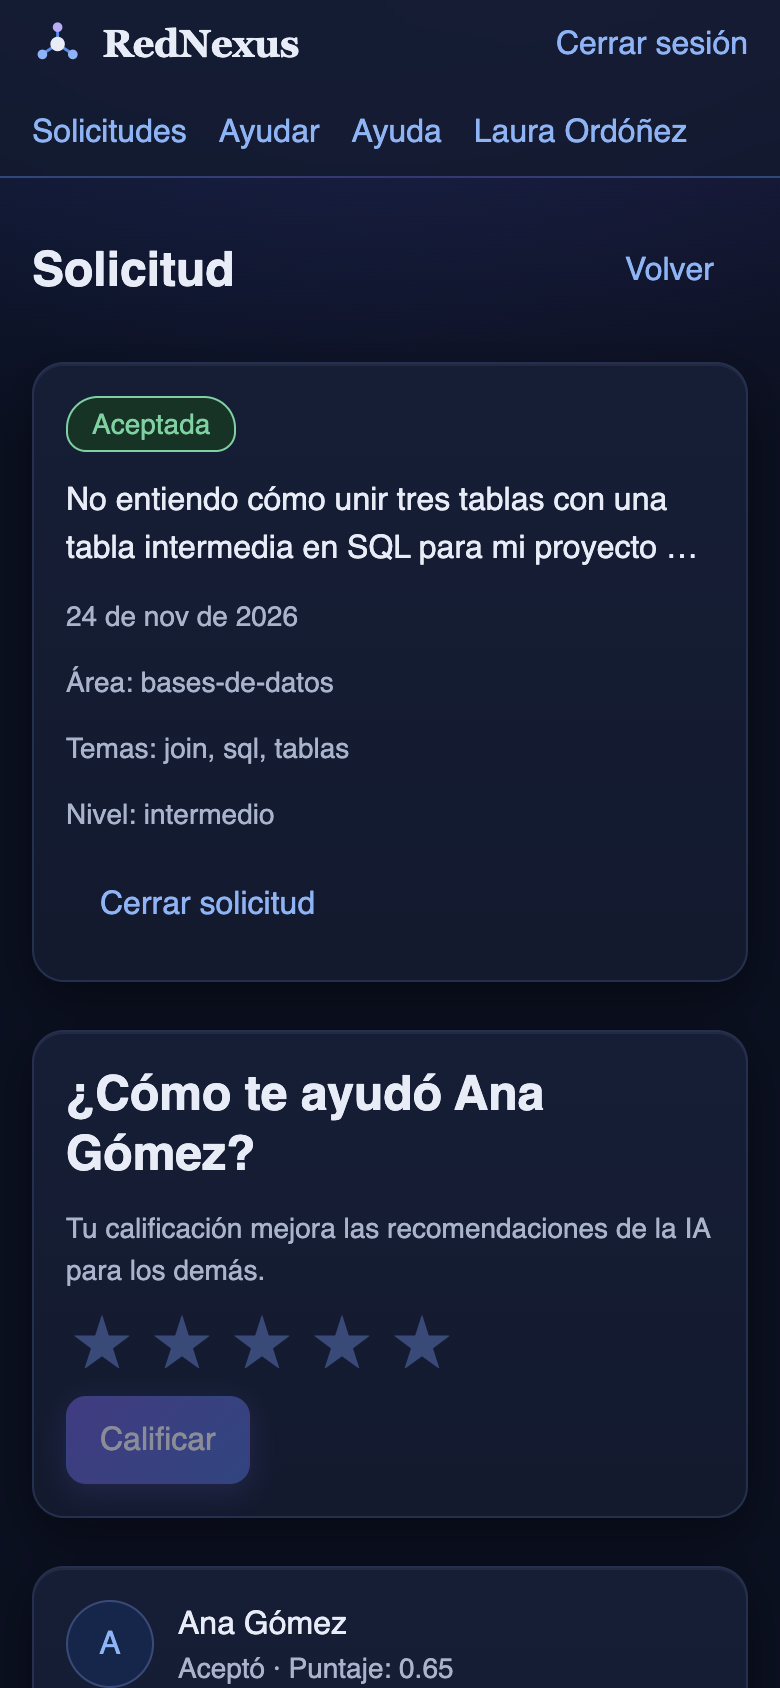 RedNexus
Cerrar sesión
Solicitudes Ayudar Ayuda Laura Ordóñez
Solicitud
Volver
Aceptada
No entiendo cómo unir tres tablas con una
tabla intermedia en SQL para mi proyecto …
24 de nov de 2026
Área: bases-de-datos
Temas: join, sql, tablas
Nivel: intermedio
Cerrar solicitud
¿Cómo te ayudó Ana
Gómez?
Tu calificación mejora las recomendaciones de la IA
para los demás.
Calificar
A
Ana Gómez
Aceptó · Puntaje: 0.65